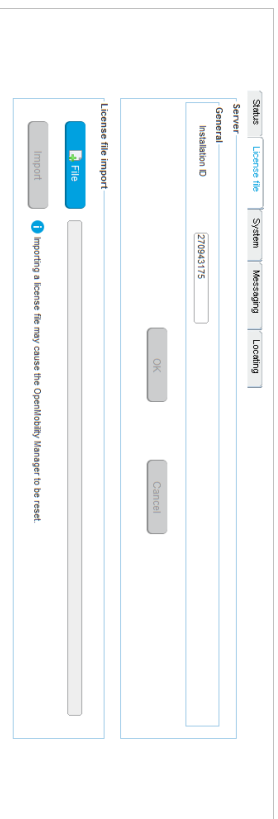 Status License file System Messaging Locating
Server
General
Installation ID 270943175
OK Cancel
License file import
File
Import Importing a license file may cause the OpenMobility Manager to be reset.